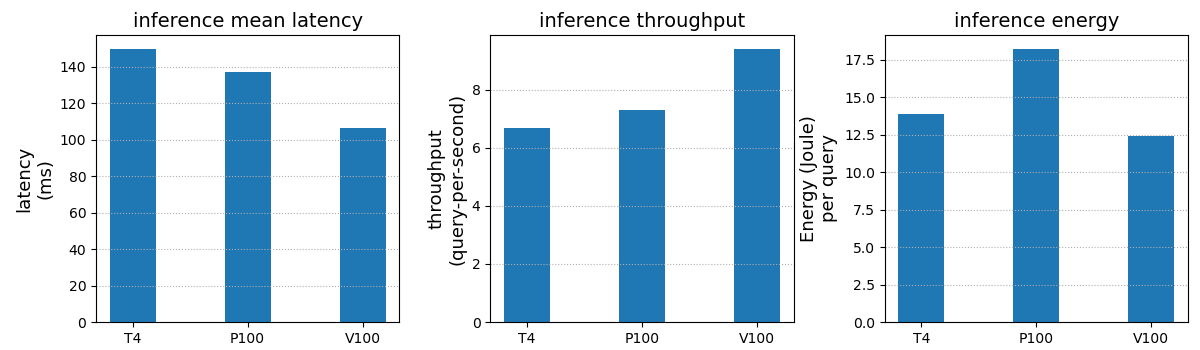 inference mean latency
latency
(ms)
140
120
100
80
60
40
20
0
T4 P100 V100
inference throughput
throughput
(query-per-second)
8
6
4
2
0
T4 P100 V100
inference energy
Energy (Joule)
per query
17.5
15.0
12.5
10.0
7.5
5.0
2.5
0.0
T4 P100 V100